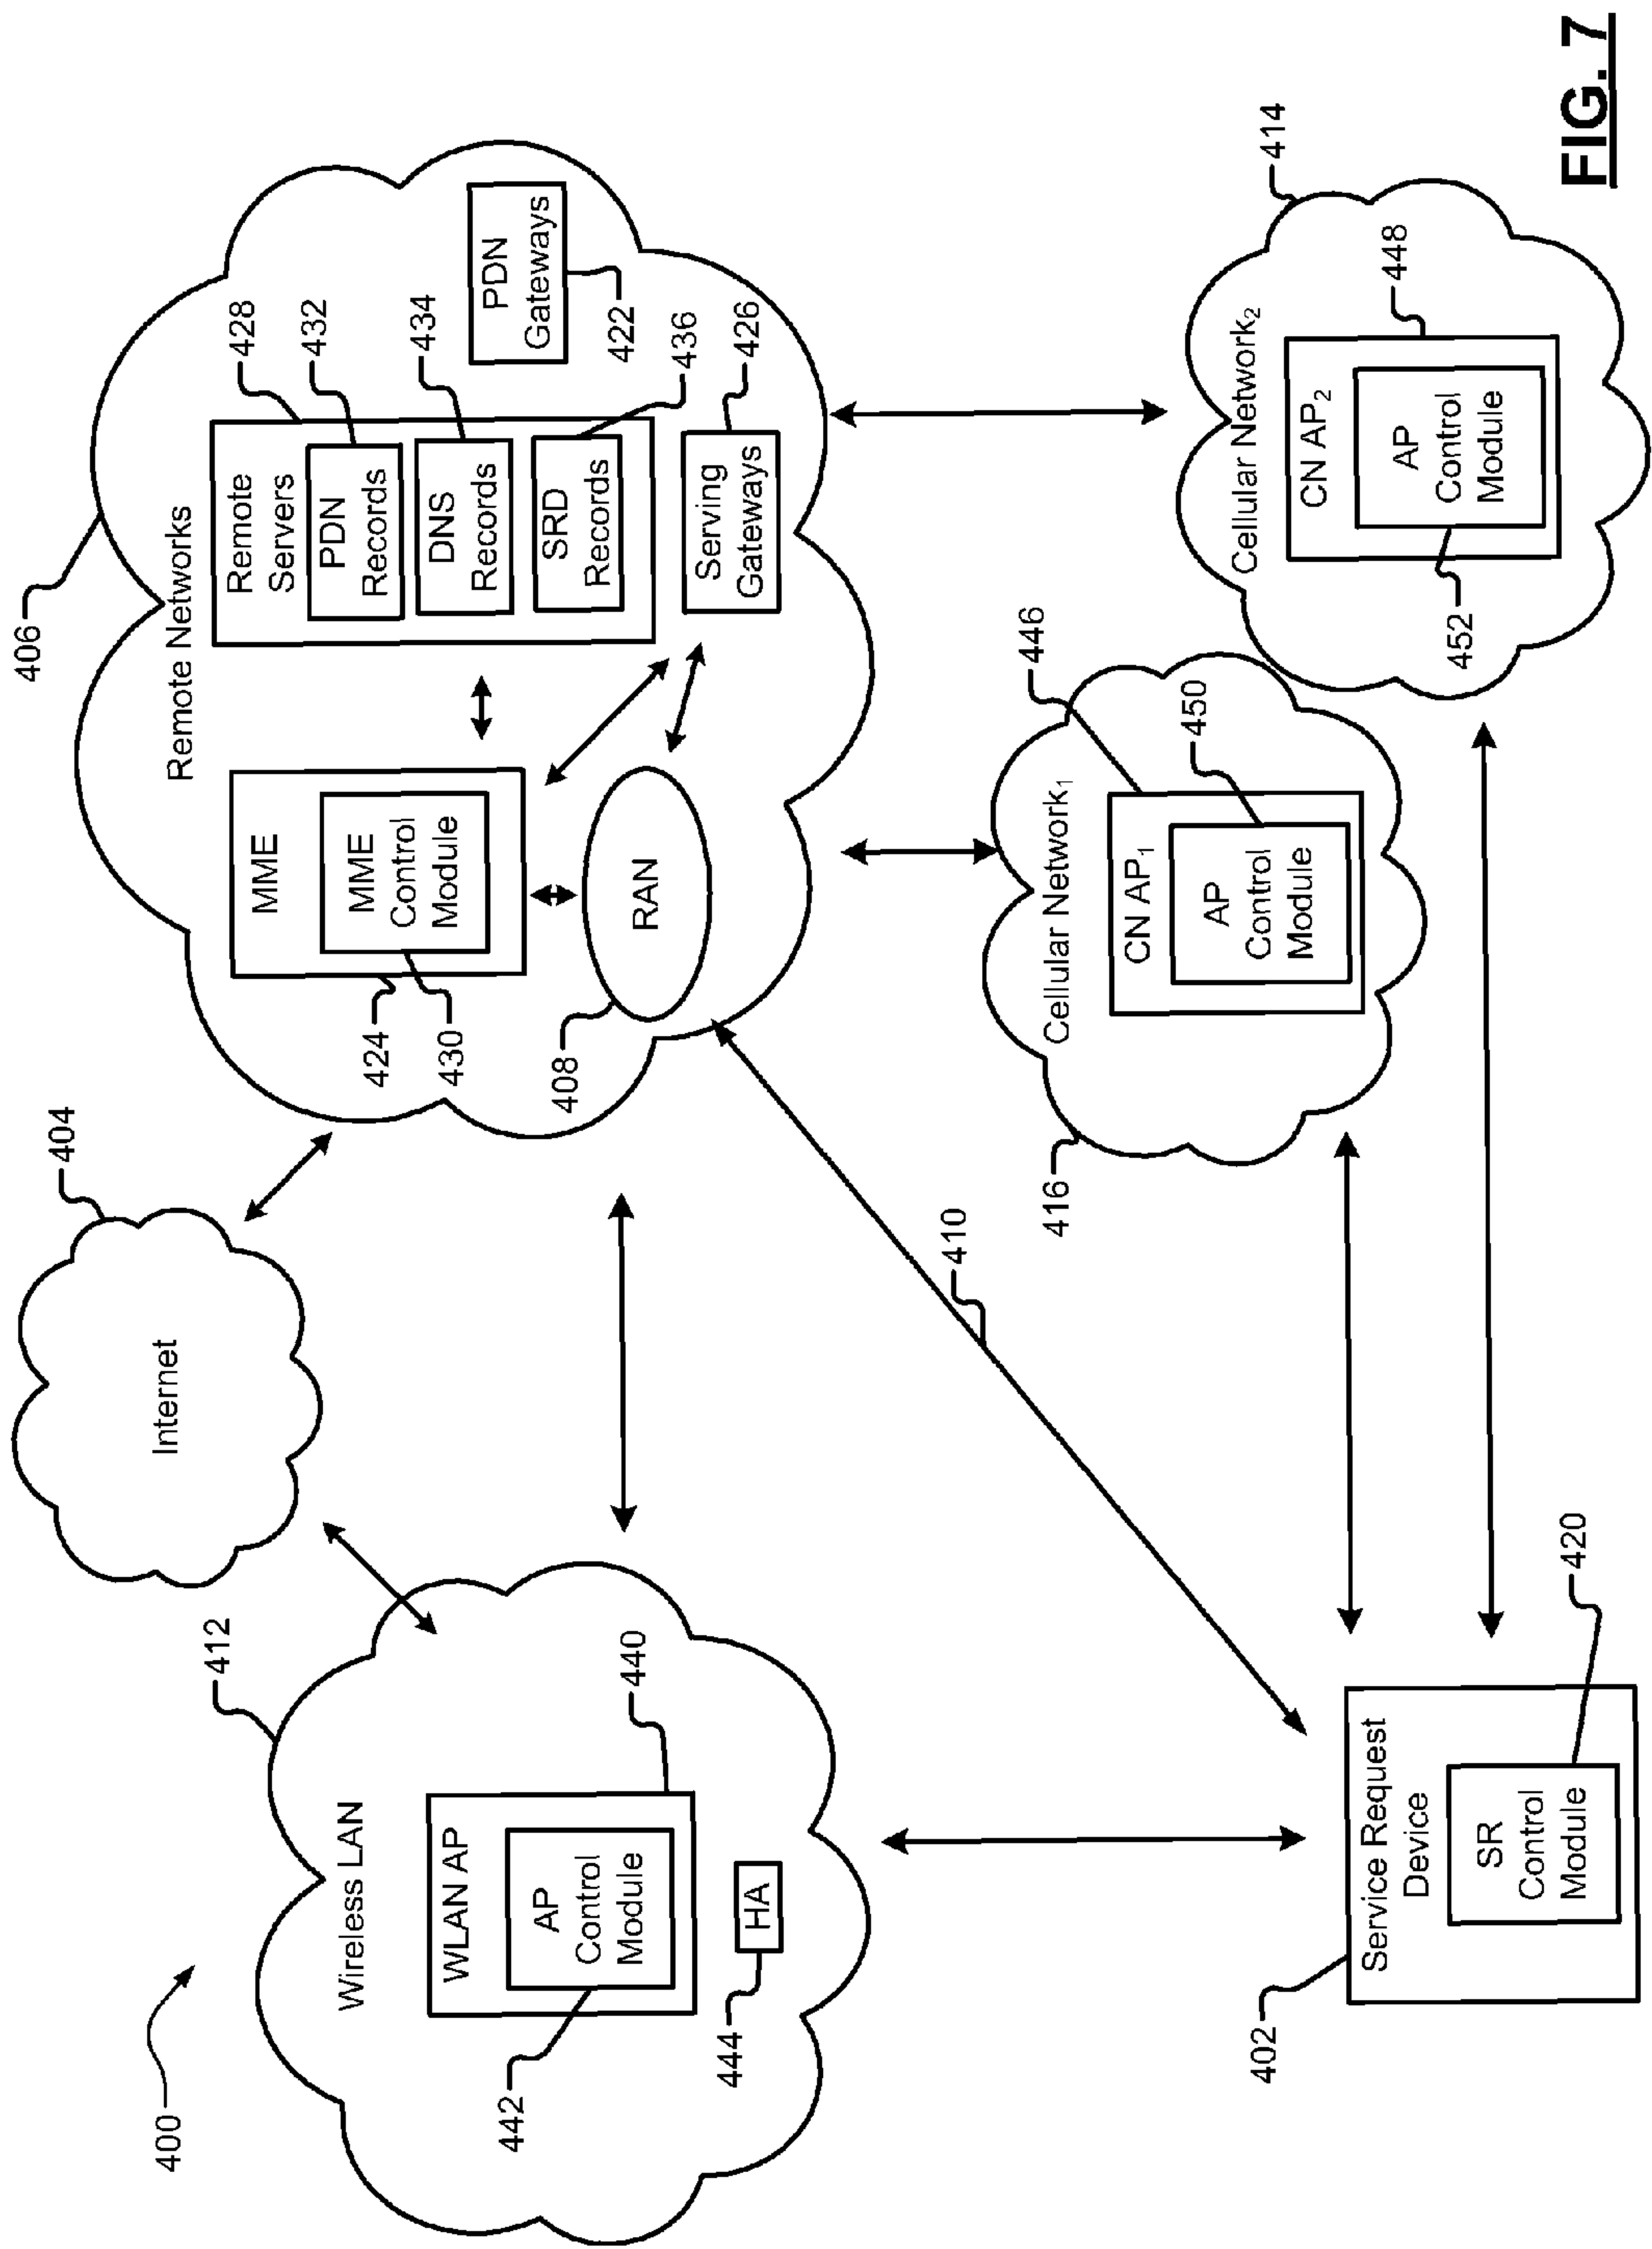 400
412
Wireless LAN
WLAN AP
AP
Control
Module
440
442
HA
444
404
Internet
406
Remote Networks
MME
MME
Control
Module
424
430
RAN
408
Remote
Servers
428
PDN
Records
432
DNS
Records
434
SRD
Records
436
PDN
Gateways
422
Serving
Gateways
426
410
402
Service Request
Device
SR
Control
Module
420
416
Cellular Network₁
CN AP₁
446
AP
Control
Module
450
414
Cellular Network₂
CN AP₂
448
AP
Control
Module
452
FIG. 7